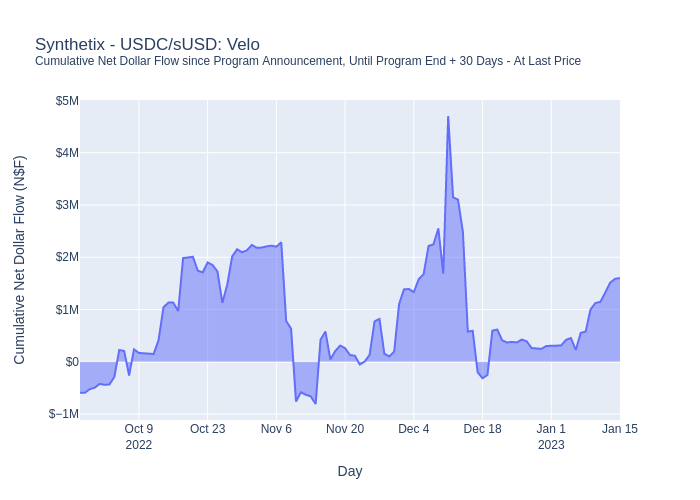 Synthetix - USDC/sUSD: Velo
Cumulative Net Dollar Flow since Program Announcement, Until Program End + 30 Days - At Last Price
Cumulative Net Dollar Flow (N$F)
$5M
$4M
$3M
$2M
$1M
$0
−$1M
Oct 9
2022
Oct 23
Nov 6
Nov 20
Dec 4
Dec 18
Jan 1
2023
Jan 15
Day